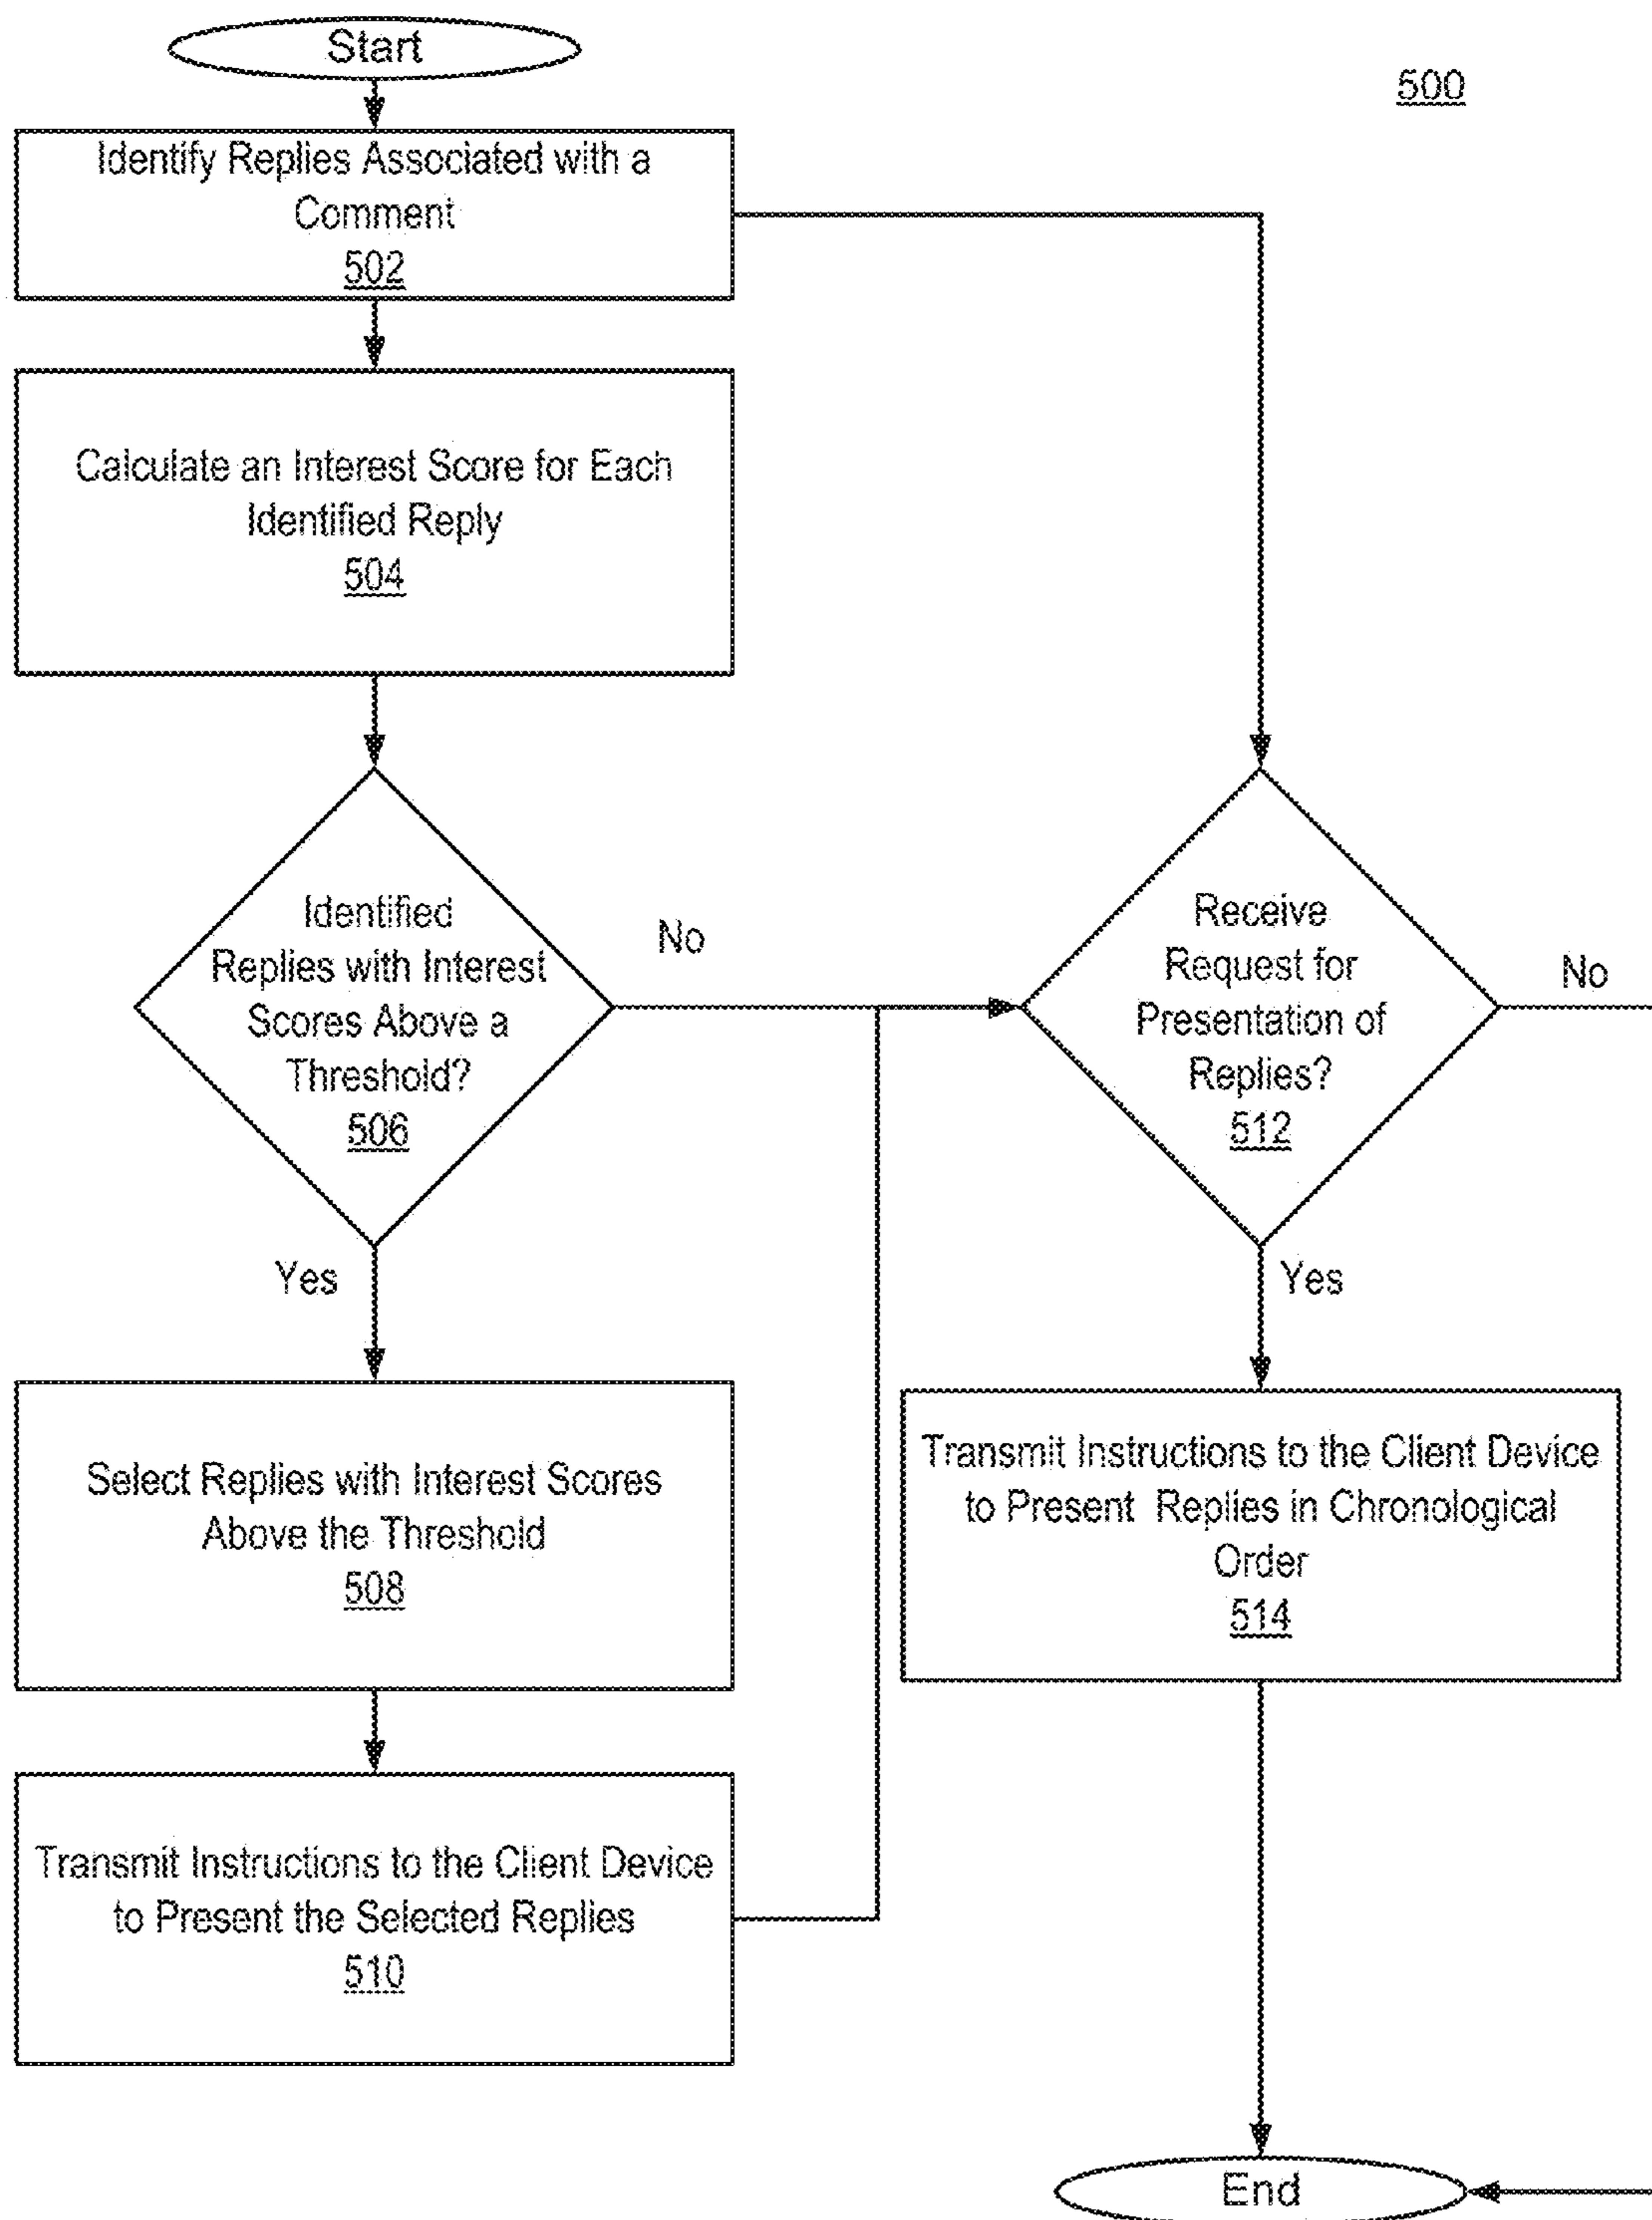 Start
500
Identify Replies Associated with a
Comment
502
Calculate an Interest Score for Each
Identified Reply
504
Identified
Replies with Interest
Scores Above a
Threshold?
506
No
Yes
Receive
Request for
Presentation of
Replies?
512
No
Yes
Select Replies with Interest Scores
Above the Threshold
508
Transmit Instructions to the Client Device
to Present Replies in Chronological
Order
514
Transmit Instructions to the Client Device
to Present the Selected Replies
510
End